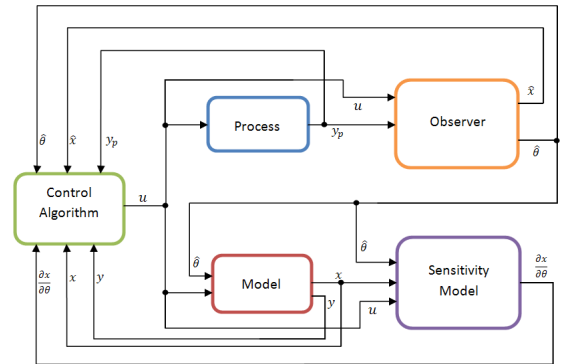 x̂
u
Process
y_p
Observer
θ̂
θ̂
x̂
y_p
Control
Algorithm
u
θ̂
θ̂
∂x/∂θ
x
y
Model
x
y
Sensitivity
Model
u
∂x/∂θ